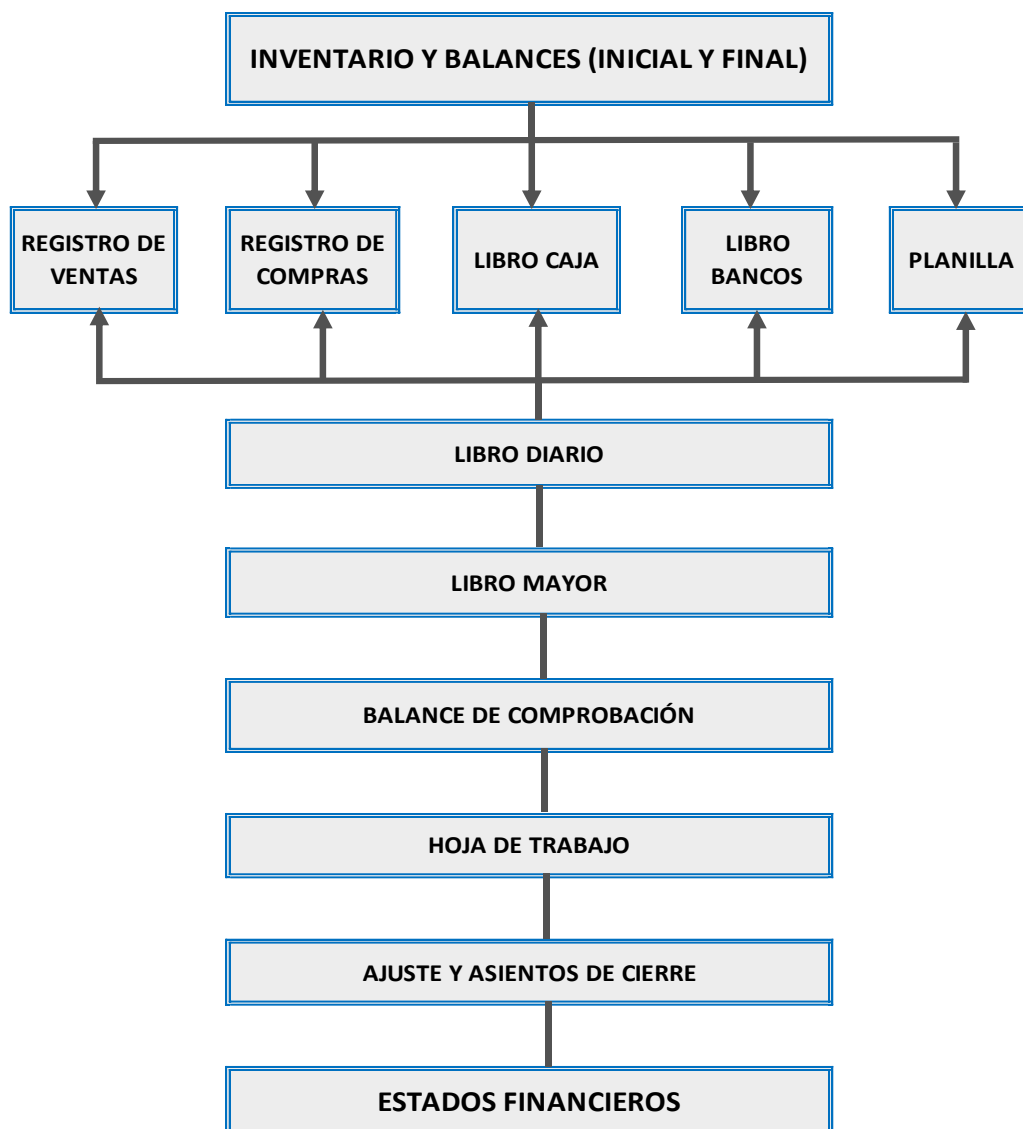 INVENTARIO Y BALANCES (INICIAL Y FINAL)
REGISTRO DE
VENTAS
REGISTRO DE
COMPRAS
LIBRO CAJA
LIBRO
BANCOS
PLANILLA
LIBRO DIARIO
LIBRO MAYOR
BALANCE DE COMPROBACIÓN
HOJA DE TRABAJO
AJUSTE Y ASIENTOS DE CIERRE
ESTADOS FINANCIEROS